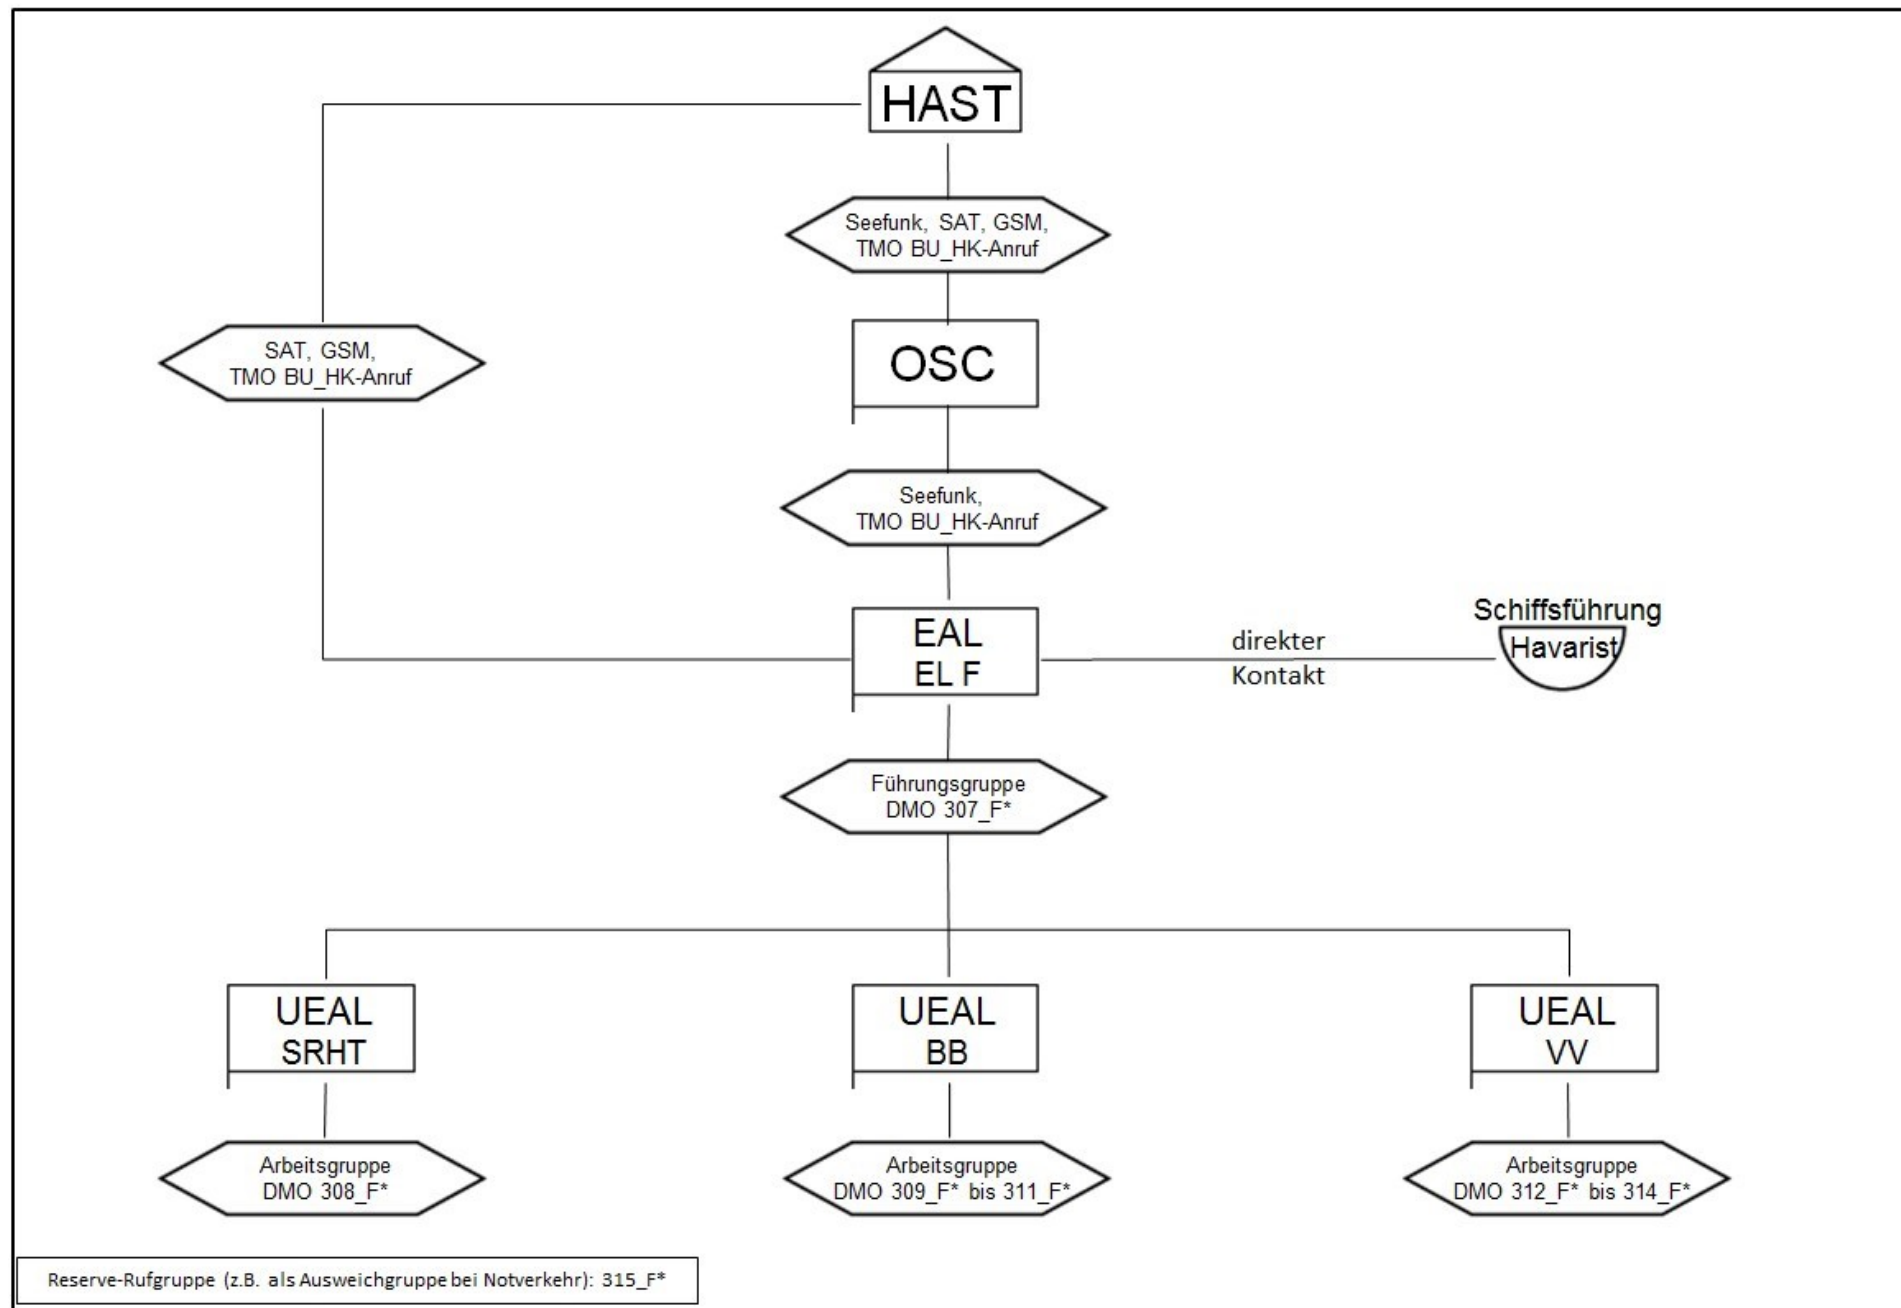 HAST
Seefunk, SAT, GSM,
TMO BU_HK-Anruf
SAT, GSM,
TMO BU_HK-Anruf
OSC
Seefunk,
TMO BU_HK-Anruf
EAL
EL F
direkter
Kontakt
Schiffsführung
Havarist
Führungsgruppe
DMO 307_F*
UEAL
SRHT
UEAL
BB
UEAL
VV
Arbeitsgruppe
DMO 308_F*
Arbeitsgruppe
DMO 309_F* bis 311_F*
Arbeitsgruppe
DMO 312_F* bis 314_F*
Reserve-Rufgruppe (z.B. als Ausweichgruppe bei Notverkehr): 315_F*